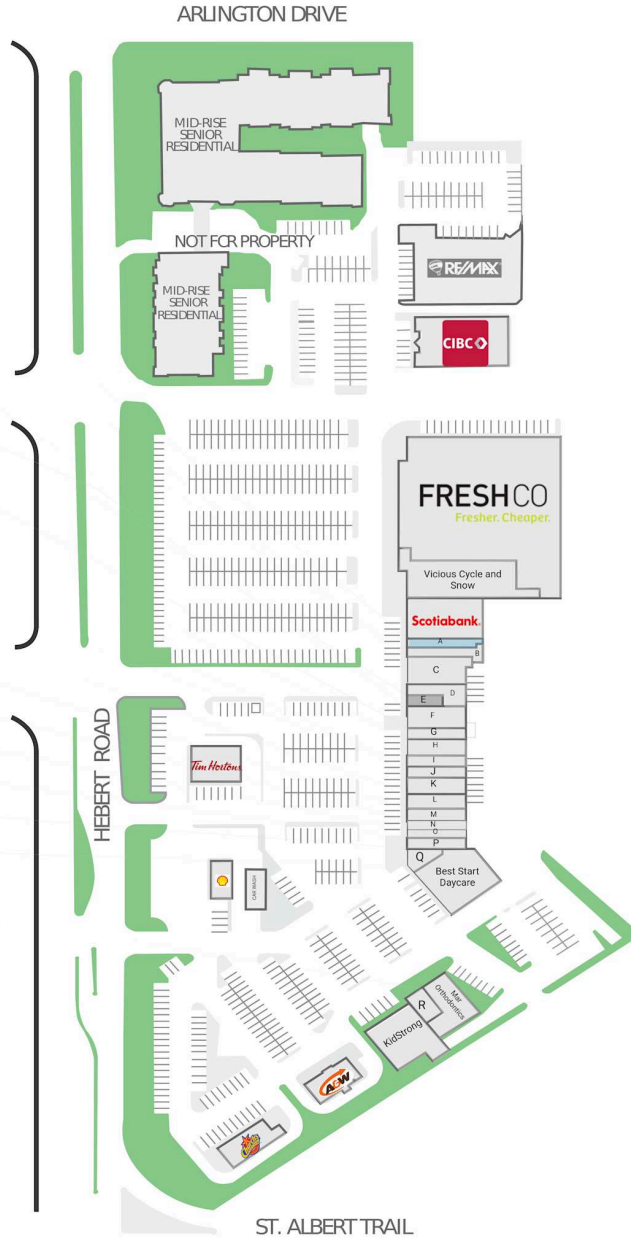 ARLINGTON DRIVE
MID-RISE
SENIOR
RESIDENTIAL
NOT FCR PROPERTY
MID-RISE
SENIOR
RESIDENTIAL
RE/MAX
CIBC
FRESHCO
Fresher. Cheaper.
Vicious Cycle and
Snow
Scotiabank
A
B
C
D
E
F
G
H
I
J
K
L
M
N
O
P
Q
Best Start
Daycare
Tim Hortons
HEBERT ROAD
CAR WASH
R
Mar
Orthodontics
KidStrong
A&W
ST. ALBERT TRAIL